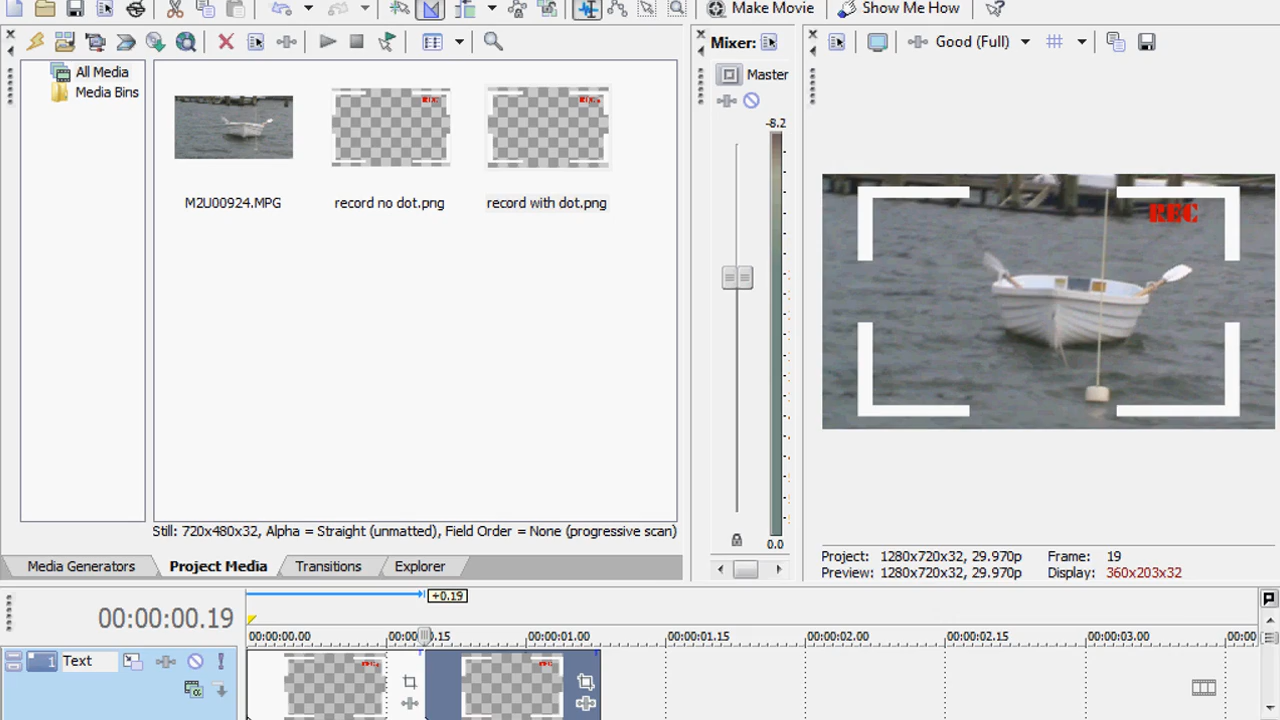 Make Movie
Show Me How
All Media
Media Bins
M2U00924.MPG
record no dot.png
record with dot.png
Still: 720x480x32, Alpha = Straight (unmatted), Field Order = None (progressive scan)
Media Generators
Project Media
Transitions
Explorer
Mixer:
Master
-8.2
0.0
Good (Full)
REC
Project: 1280x720x32, 29.970p
Frame: 19
Preview: 1280x720x32, 29.970p
Display: 360x203x32
00:00:00.19
+0.19
00:00:00.00
00:00:00.15
00:00:01.00
00:00:01.15
00:00:02.00
00:00:02.15
00:00:03.00
00:00
1
Text